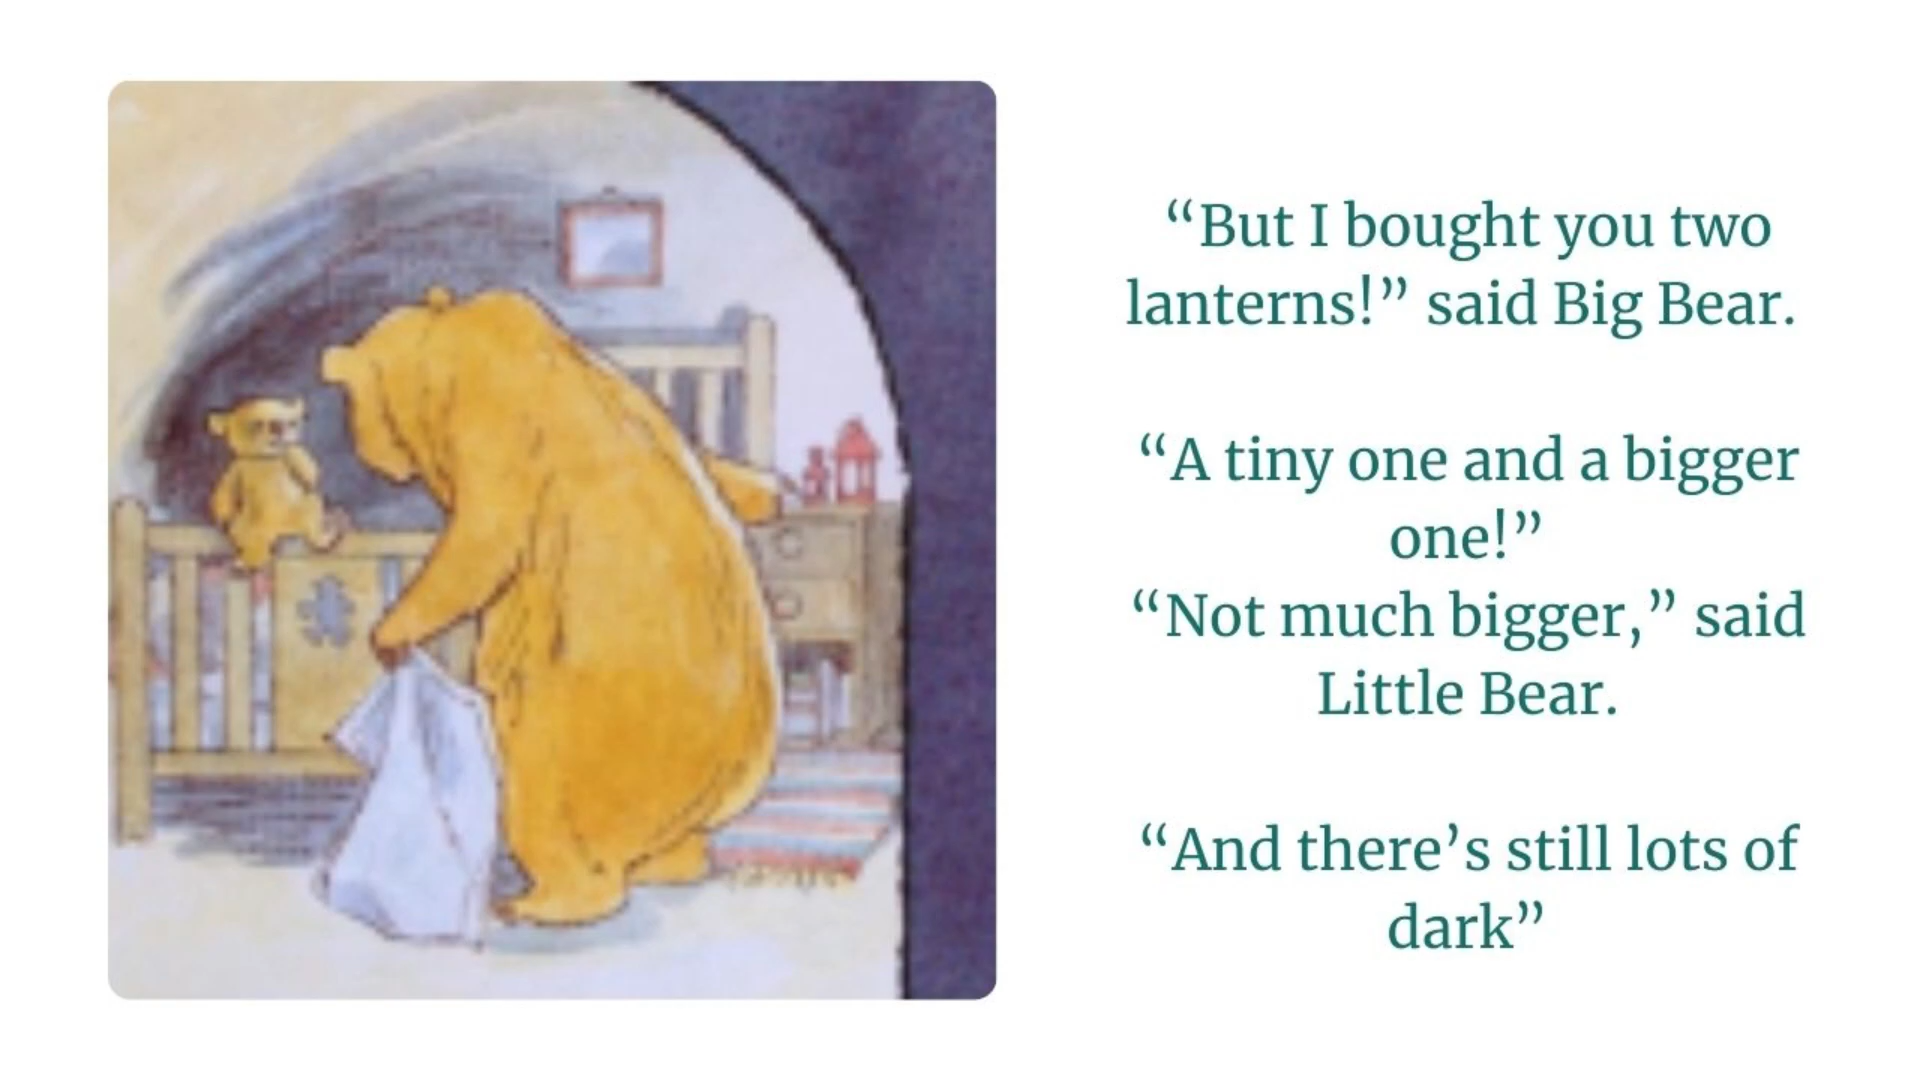 “But I bought you two
lanterns!” said Big Bear.
“A tiny one and a bigger
one!”
“Not much bigger,” said
Little Bear.
“And there’s still lots of
dark”